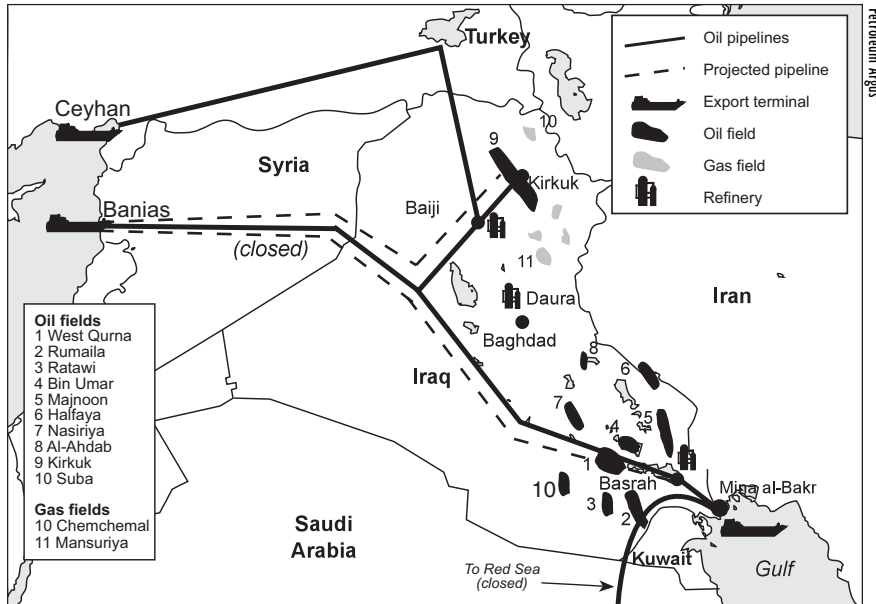 Petroleum Argus
Turkey
Oil pipelines
Projected pipeline
Export terminal
Oil field
Gas field
Refinery
Ceyhan
10
9
Syria
Kirkuk
Banias
Baiji
(closed)
11
Iran
Daura
Baghdad
Oil fields
1 West Qurna
2 Rumaila
3 Ratawi
4 Bin Umar
5 Majnoon
6 Halfaya
7 Nasiriya
8 Al-Ahdab
9 Kirkuk
10 Suba
Gas fields
10 Chemchemal
11 Mansuriya
8
Iraq
6
7
5
4
1
Basrah
10
Mina al-Bakr
3
2
Saudi
Arabia
Kuwait
To Red Sea
(closed)
Gulf